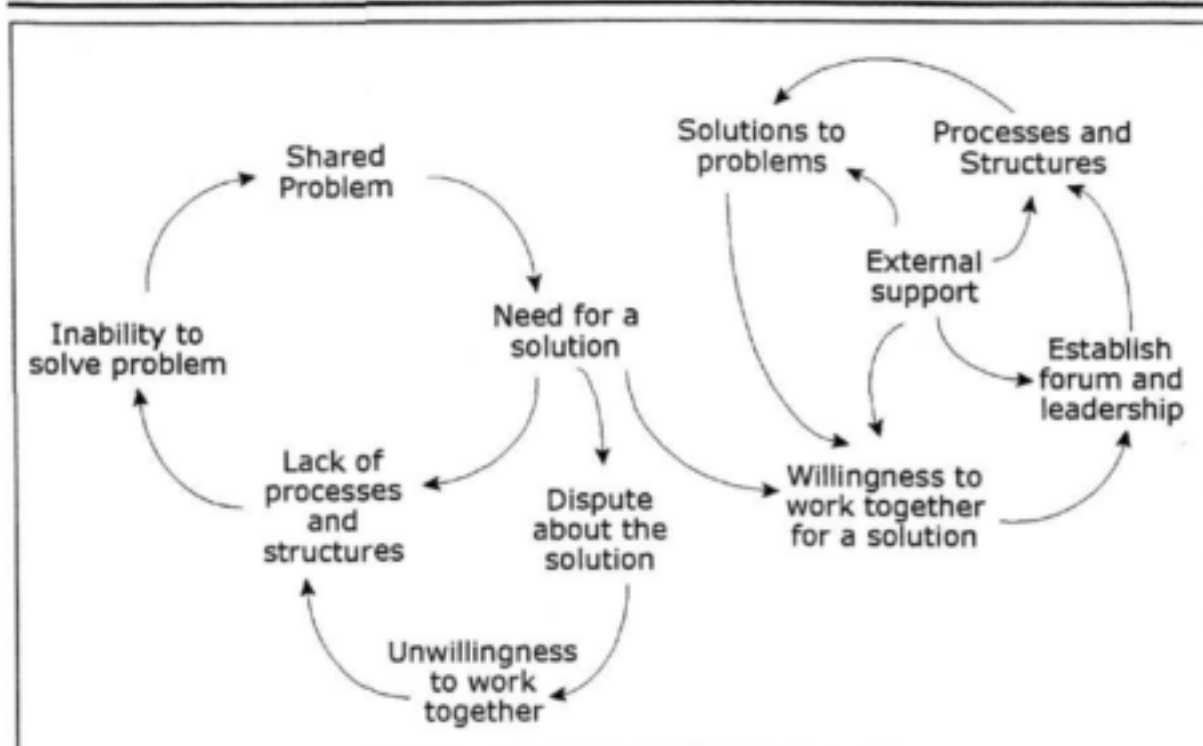 Shared
Problem
Need for a
solution
Inability to
solve problem
Lack of
processes
and
structures
Dispute
about the
solution
Unwillingness
to work
together
Solutions to
problems
Processes and
Structures
External
support
Establish
forum and
leadership
Willingness to
work together
for a solution